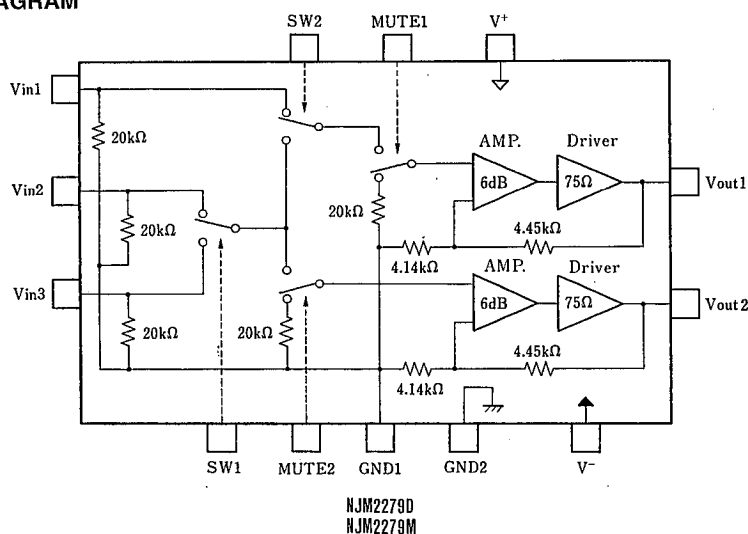 AGRAM
SW2 MUTE1 V+
Vin1
20kΩ
AMP. Driver
Vin2
6dB 75Ω
Vout1
20kΩ
20kΩ
4.45kΩ
4.14kΩ
AMP. Driver
Vin3
6dB 75Ω
Vout2
20kΩ 20kΩ
4.45kΩ
4.14kΩ
SW1 MUTE2 GND1 GND2 V−
NJM2279D
NJM2279M